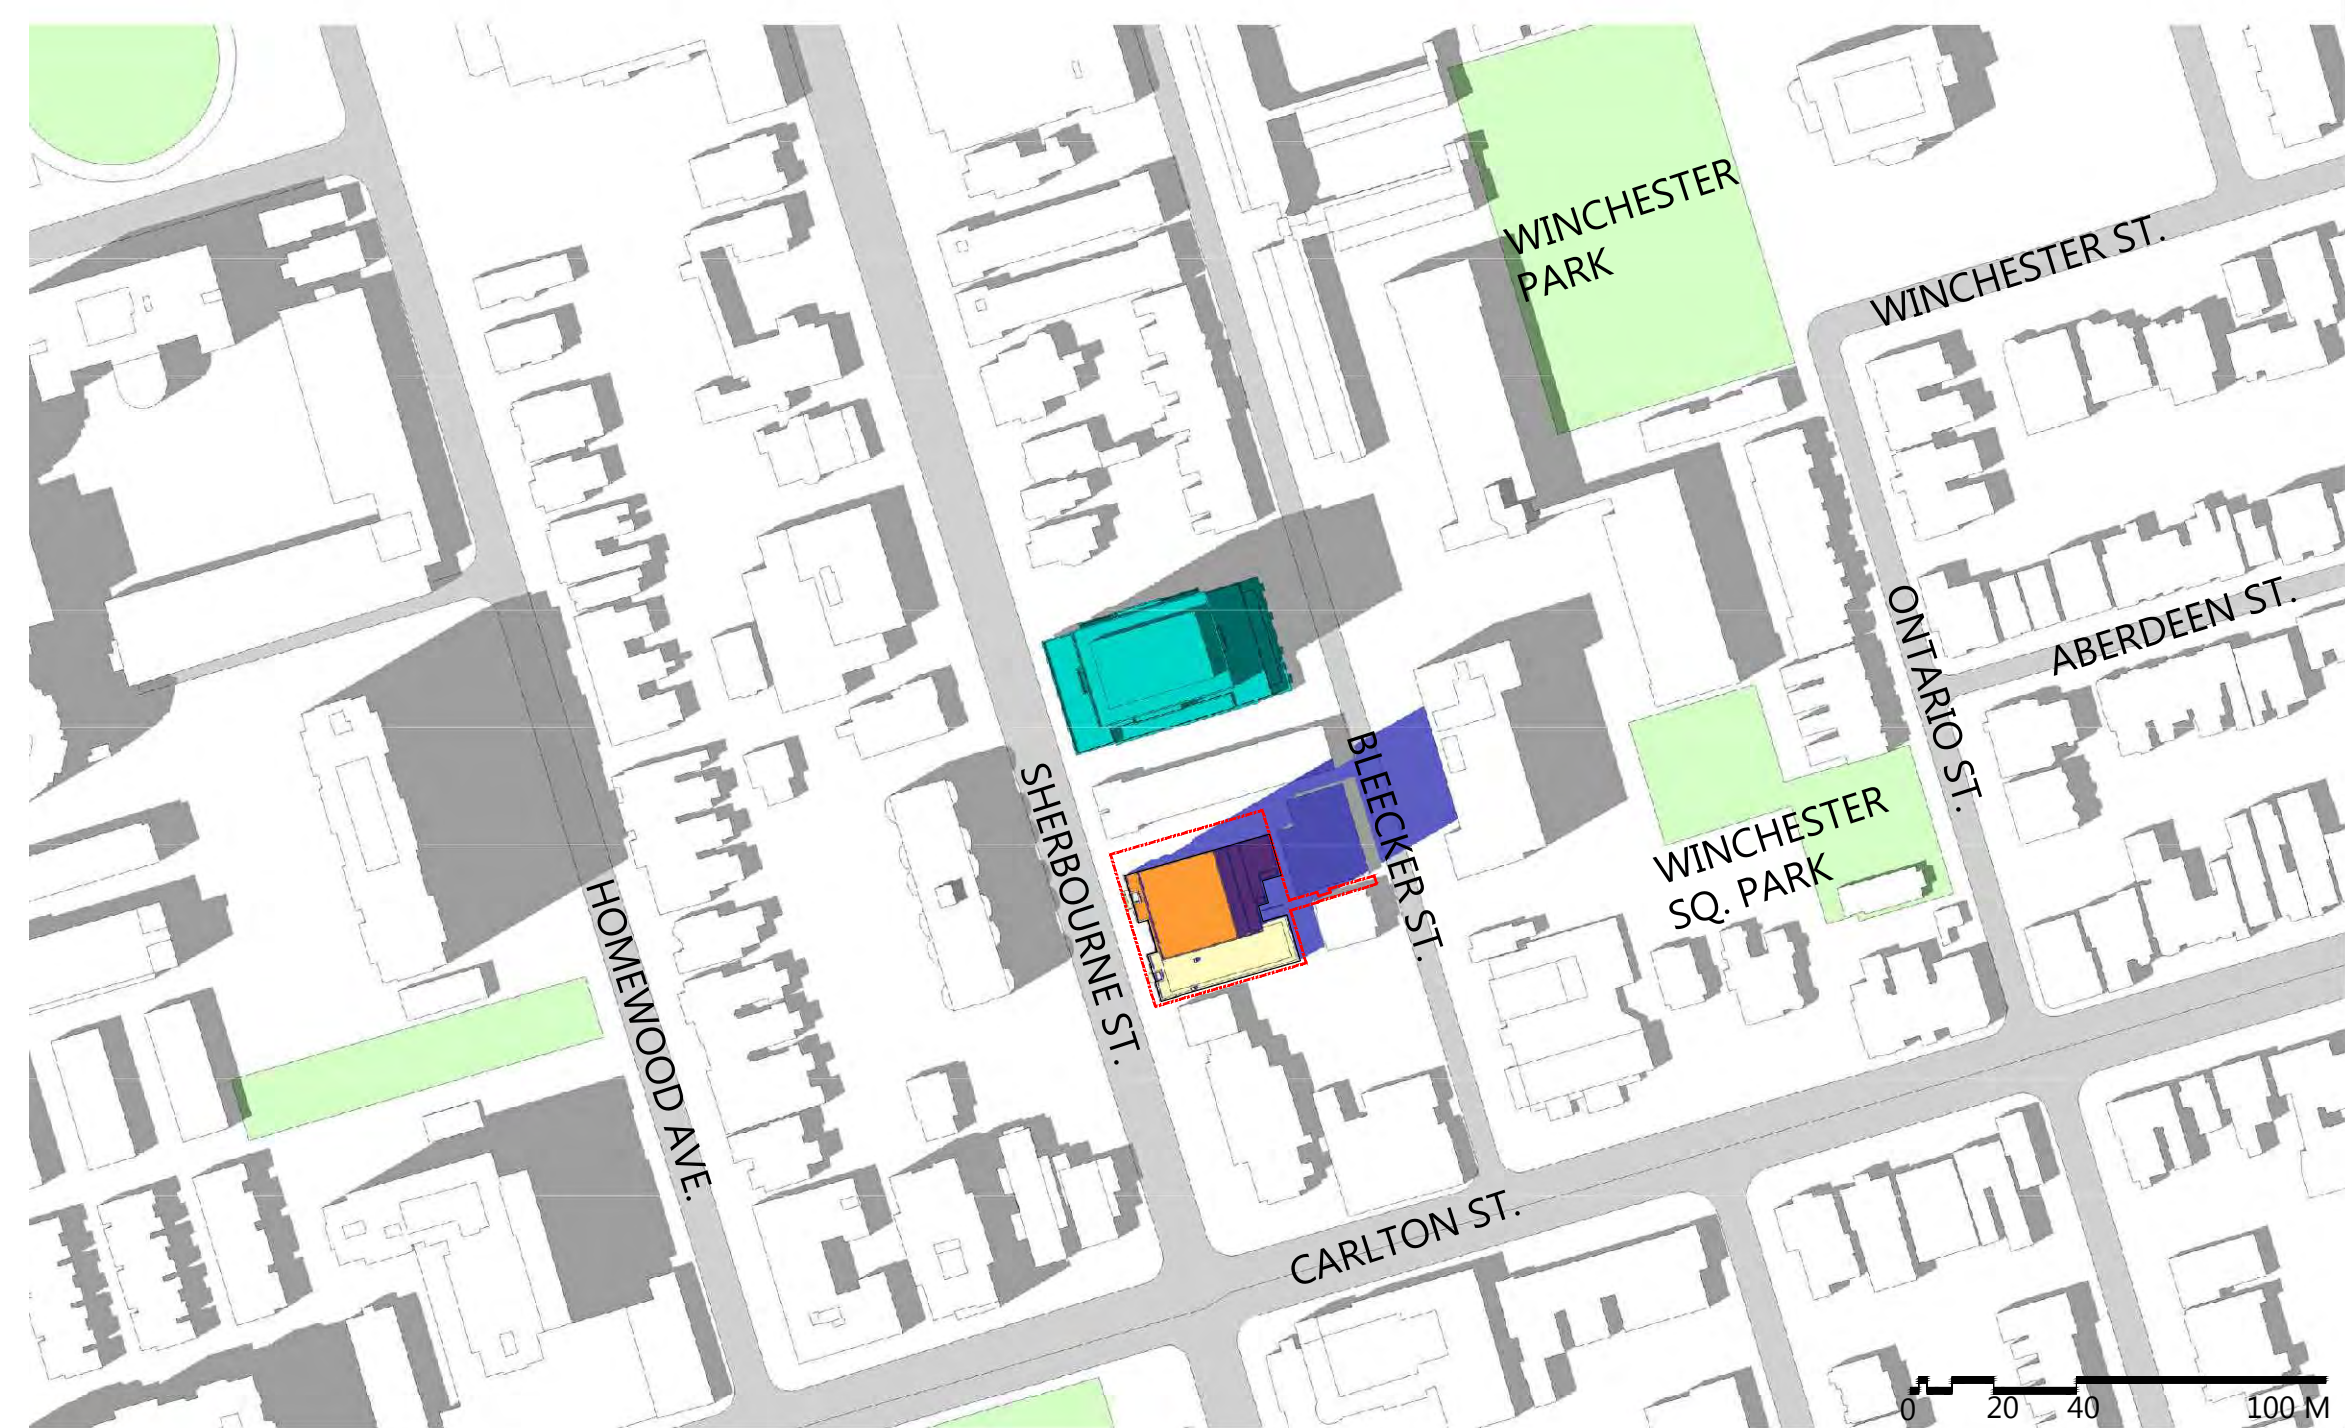 WINCHESTER
PARK
WINCHESTER ST.
ABERDEEN ST.
ONTARIO ST.
BLEECKER ST.
SHERBOURNE ST.
WINCHESTER
SQ. PARK
HOMEWOOD AVE.
CARLTON ST.
0 20 40 100 M